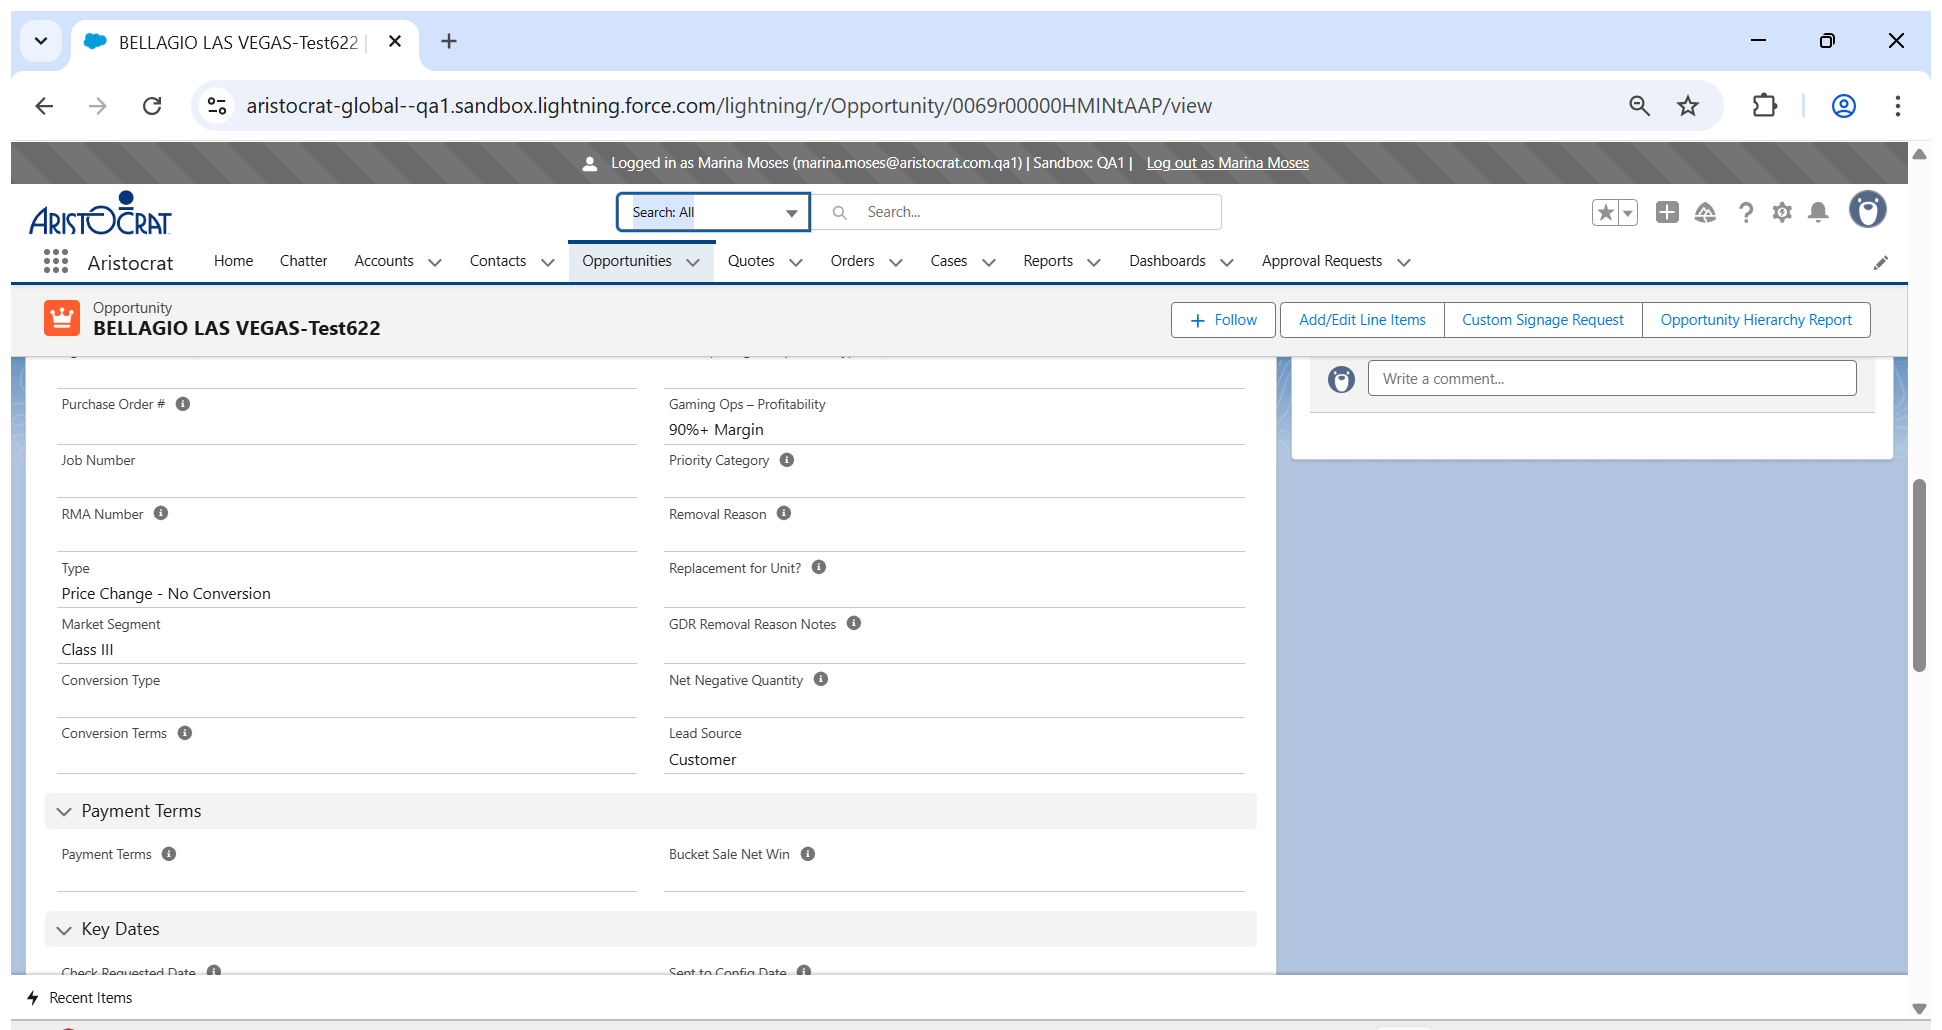 BELLAGIO LAS VEGAS-Test622 |
aristocrat-global--qa1.sandbox.lightning.force.com/lightning/r/Opportunity/0069r00000HMINtAAP/view
Logged in as Marina Moses (marina.moses@aristocrat.com.qa1) | Sandbox: QA1 | Log out as Marina Moses
ARISTOCRAT
Search: All
Search...
Aristocrat
Home
Chatter
Accounts
Contacts
Opportunities
Quotes
Orders
Cases
Reports
Dashboards
Approval Requests
Opportunity
BELLAGIO LAS VEGAS-Test622
+ Follow
Add/Edit Line Items
Custom Signage Request
Opportunity Hierarchy Report
Write a comment...
Purchase Order #
Gaming Ops – Profitability
90%+ Margin
Job Number
Priority Category
RMA Number
Removal Reason
Type
Price Change - No Conversion
Replacement for Unit?
Market Segment
Class III
GDR Removal Reason Notes
Conversion Type
Net Negative Quantity
Conversion Terms
Lead Source
Customer
Payment Terms
Payment Terms
Bucket Sale Net Win
Key Dates
Check Requested Date
Sent to Config Date
Recent Items